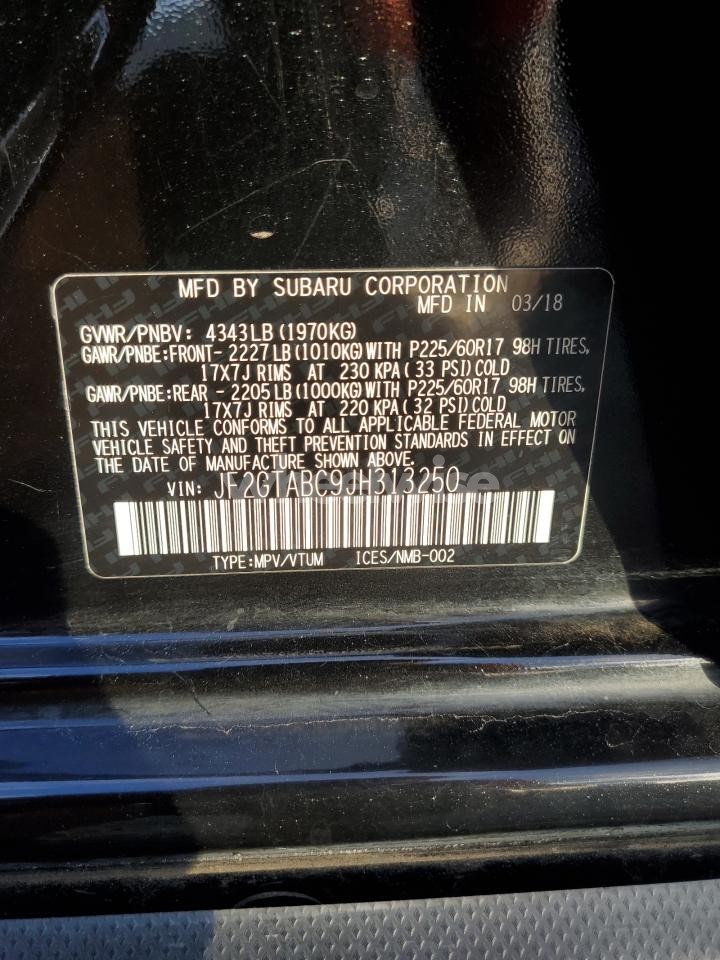 MFD BY SUBARU CORPORATION
MFD IN 03/18
GVWR/PNBV: 4343LB(1970KG)
GAWR/PNBE:FRONT- 2227LB(1010KG)WITH P225/60R17 98H TIRES,
17X7J RIMS AT 230 KPA( 33 PSI)COLD
GAWR/PNBE:REAR - 2205LB(1000KG)WITH P225/60R17 98H TIRES,
17X7J RIMS AT 220 KPA( 32 PSI)COLD
THIS VEHICLE CONFORMS TO ALL APPLICABLE FEDERAL MOTOR
VEHICLE SAFETY AND THEFT PREVENTION STANDARDS IN EFFECT ON
THE DATE OF MANUFACTURE SHOWN ABOVE.
VIN: JF2GTABC9JH313250
TYPE:MPV/VTUM ICES/NMB-002